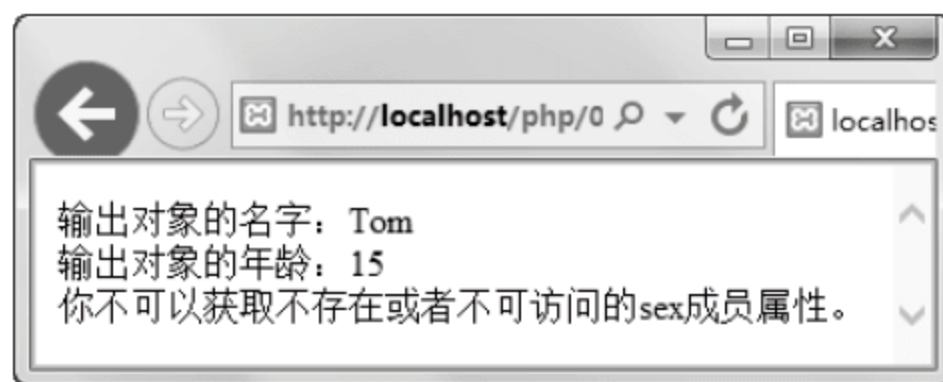 http://localhost/php/0
localhos
输出对象的名字：Tom
输出对象的年龄：15
你不可以获取不存在或者不可访问的sex成员属性。